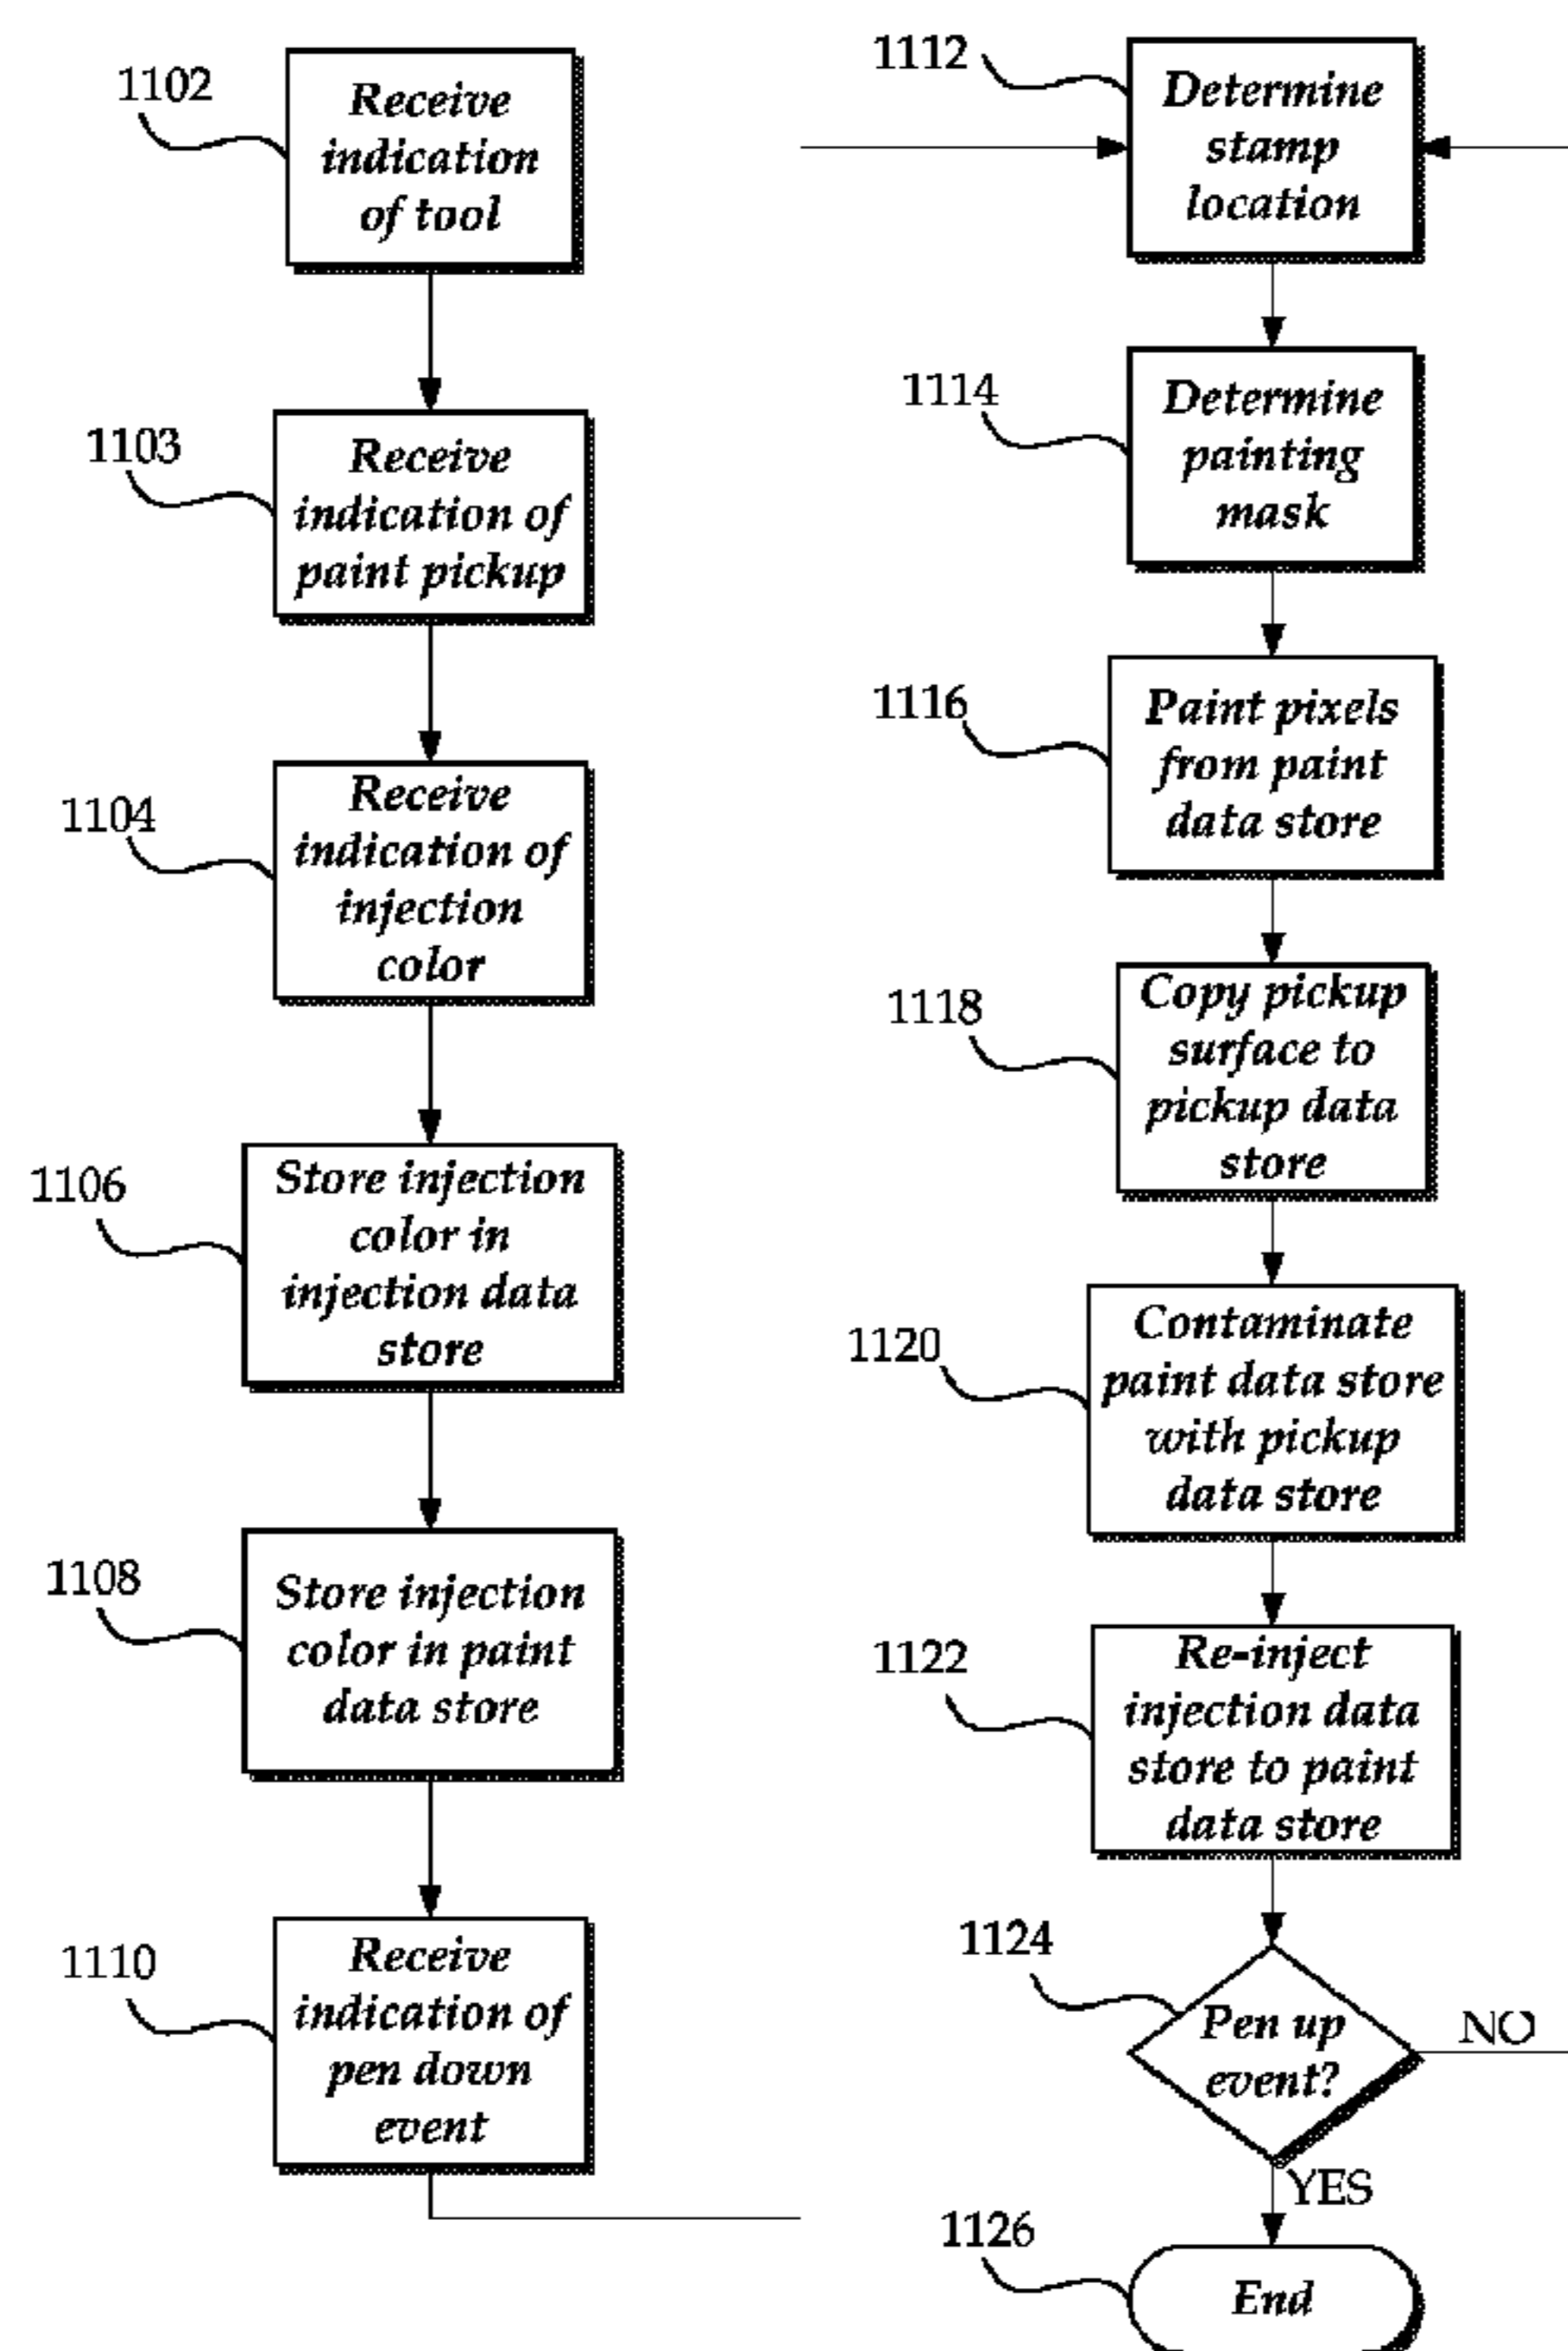 1102
Receive
indication
of tool
1103
Receive
indication of
paint pickup
1104
Receive
indication of
injection
color
1106
Store injection
color in
injection data
store
1108
Store injection
color in paint
data store
1110
Receive
indication of
pen down
event
1112
Determine
stamp
location
1114
Determine
painting
mask
1116
Paint pixels
from paint
data store
1118
Copy pickup
surface to
pickup data
store
1120
Contaminate
paint data store
with pickup
data store
1122
Re-inject
injection data
store to paint
data store
1124
Pen up
event?
NO
YES
1126
End